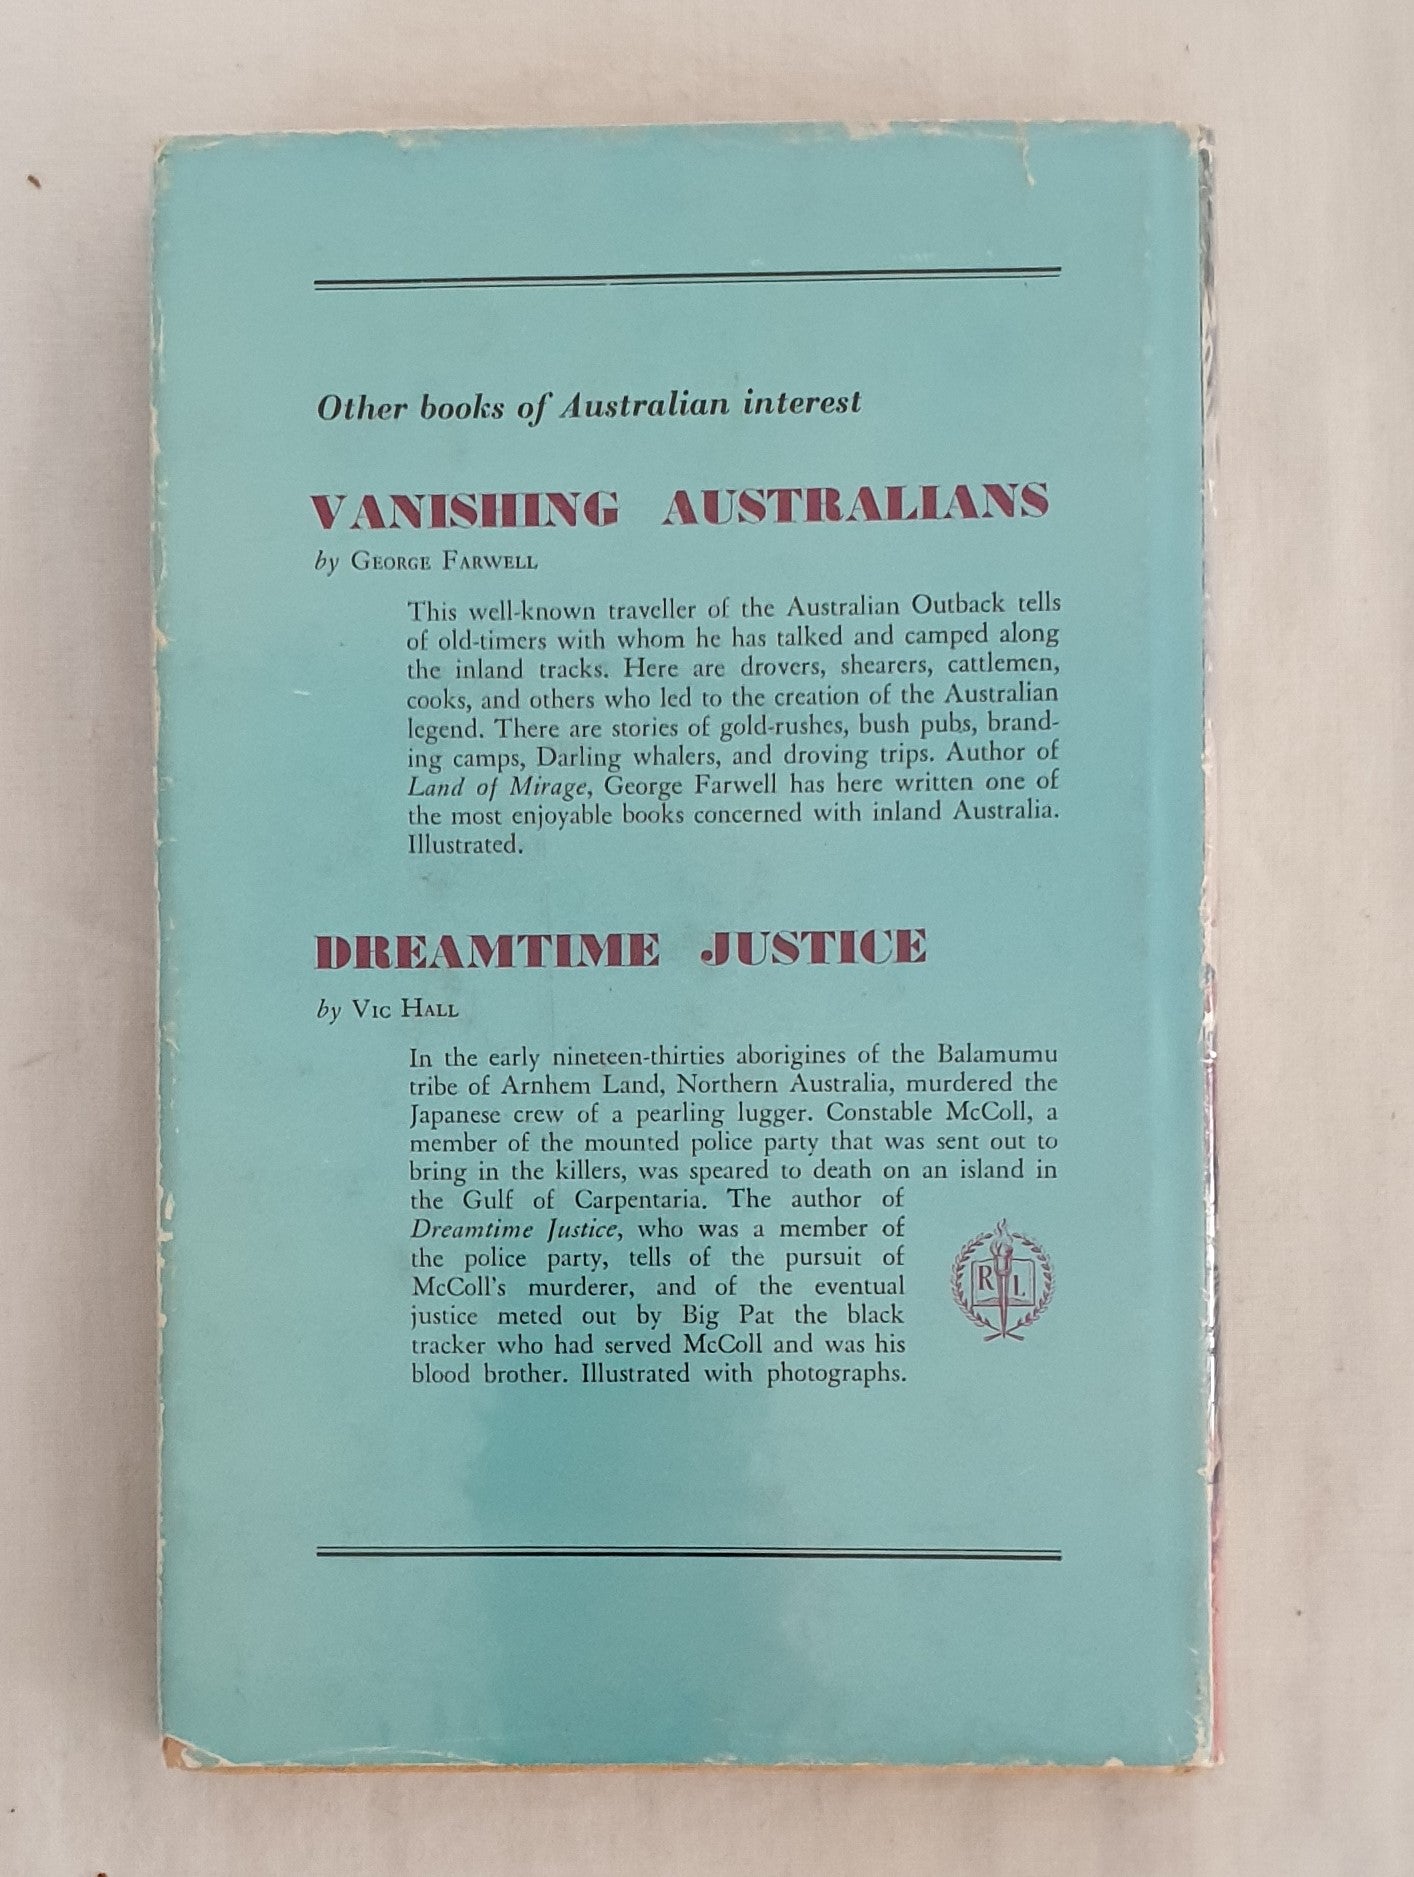 Other books of Australian interest
VANISHING AUSTRALIANS
by GEORGE FARWELL
This well-known traveller of the Australian Outback tells
of old-timers with whom he has talked and camped along
the inland tracks. Here are drovers, shearers, cattlemen,
cooks, and others who led to the creation of the Australian
legend. There are stories of gold-rushes, bush pubs, brand-
ing camps, Darling whalers, and droving trips. Author of
Land of Mirage, George Farwell has here written one of
the most enjoyable books concerned with inland Australia.
Illustrated.
DREAMTIME JUSTICE
by VIC HALL
In the early nineteen-thirties aborigines of the Balamumu
tribe of Arnhem Land, Northern Australia, murdered the
Japanese crew of a pearling lugger. Constable McColl, a
member of the mounted police party that was sent out to
bring in the killers, was speared to death on an island in
the Gulf of Carpentaria. The author of
Dreamtime Justice, who was a member of
the police party, tells of the pursuit of
McColl's murderer, and of the eventual
justice meted out by Big Pat the black
tracker who had served McColl and was his
blood brother. Illustrated with photographs.
R L